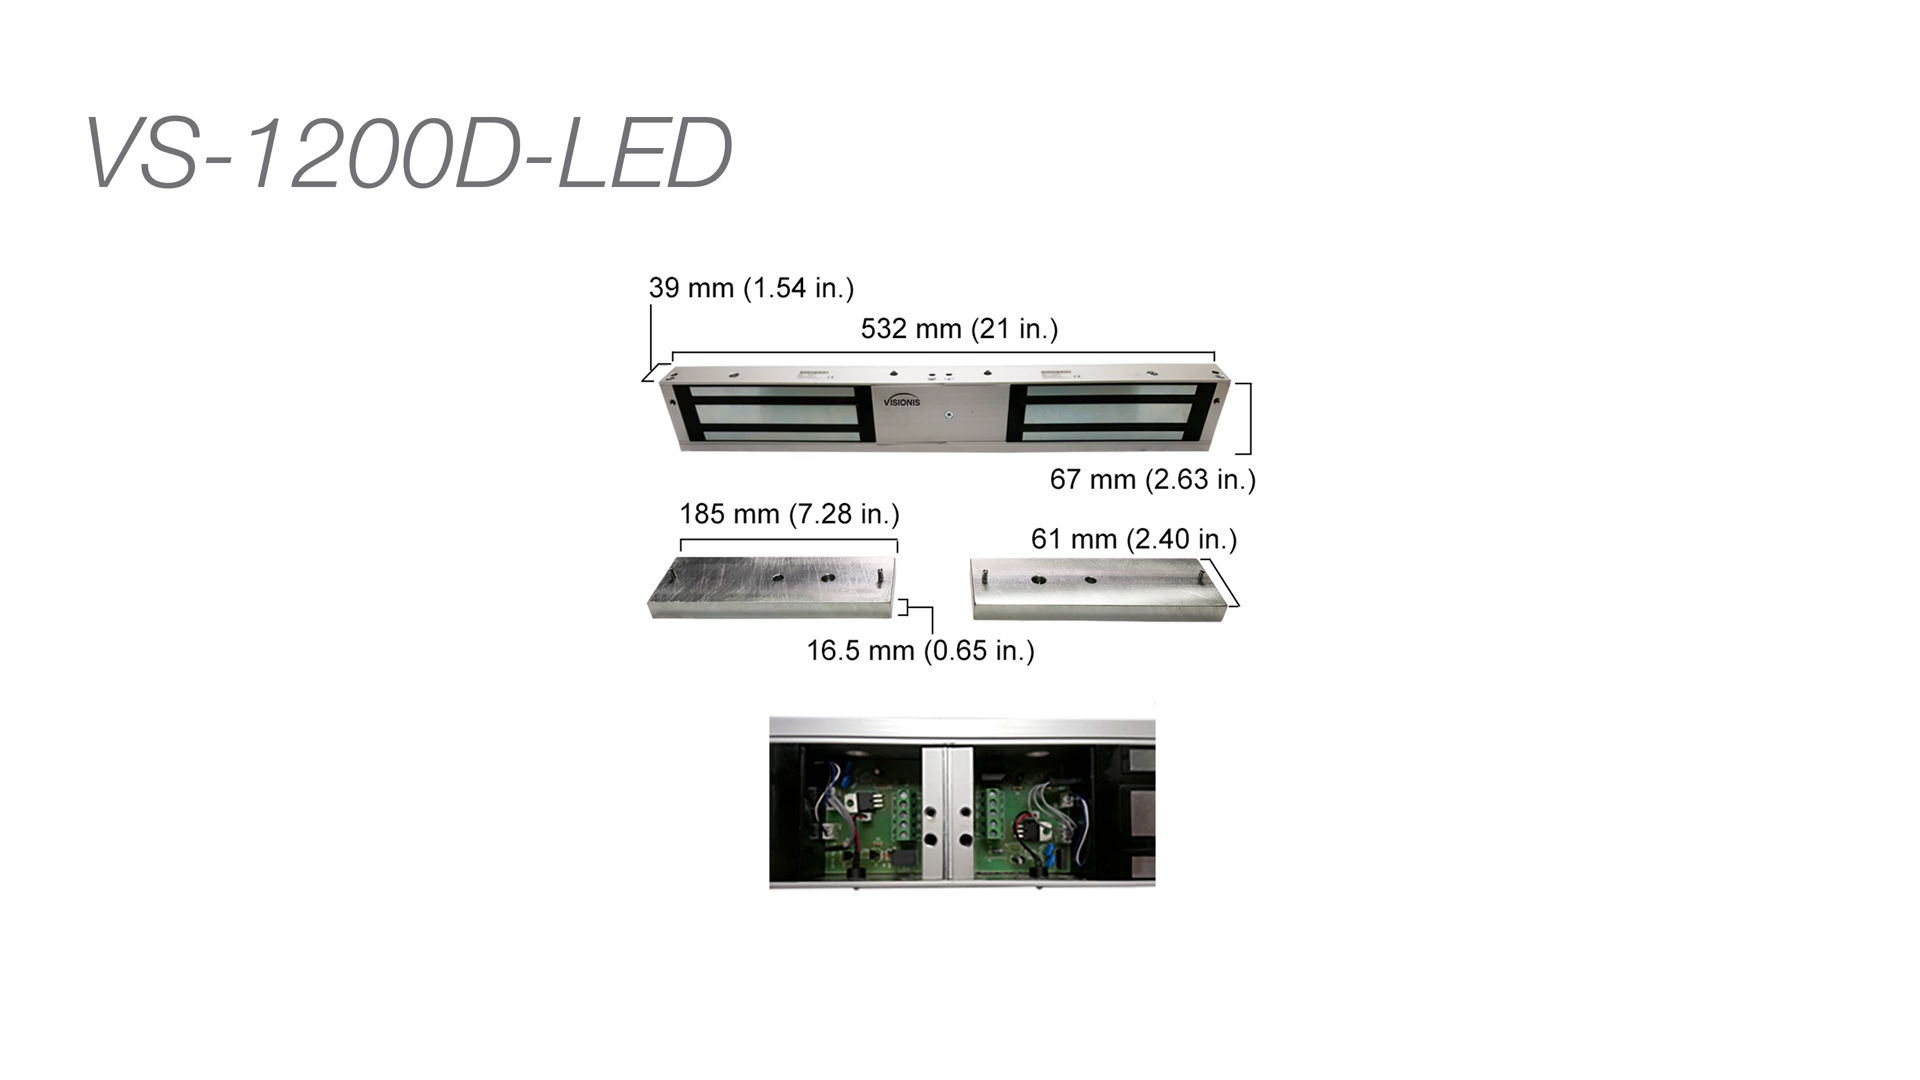 VS-1200D-LED
39 mm (1.54 in.)
532 mm (21 in.)
VISIONIS
67 mm (2.63 in.)
185 mm (7.28 in.)
61 mm (2.40 in.)
16.5 mm (0.65 in.)